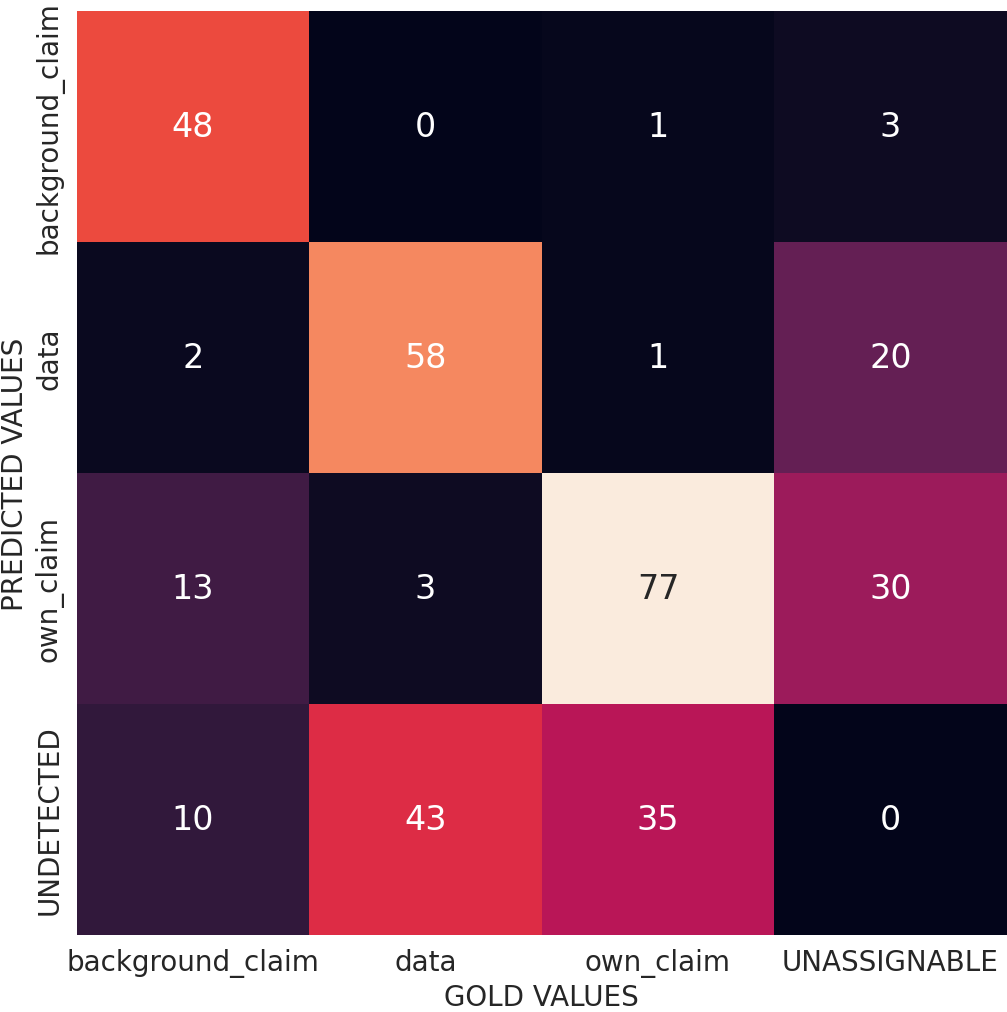 PREDICTED VALUES
background_claim
48 0 1 3
data
2 58 1 20
own_claim
13 3 77 30
UNDETECTED
10 43 35 0
background_claim data own_claim UNASSIGNABLE
GOLD VALUES